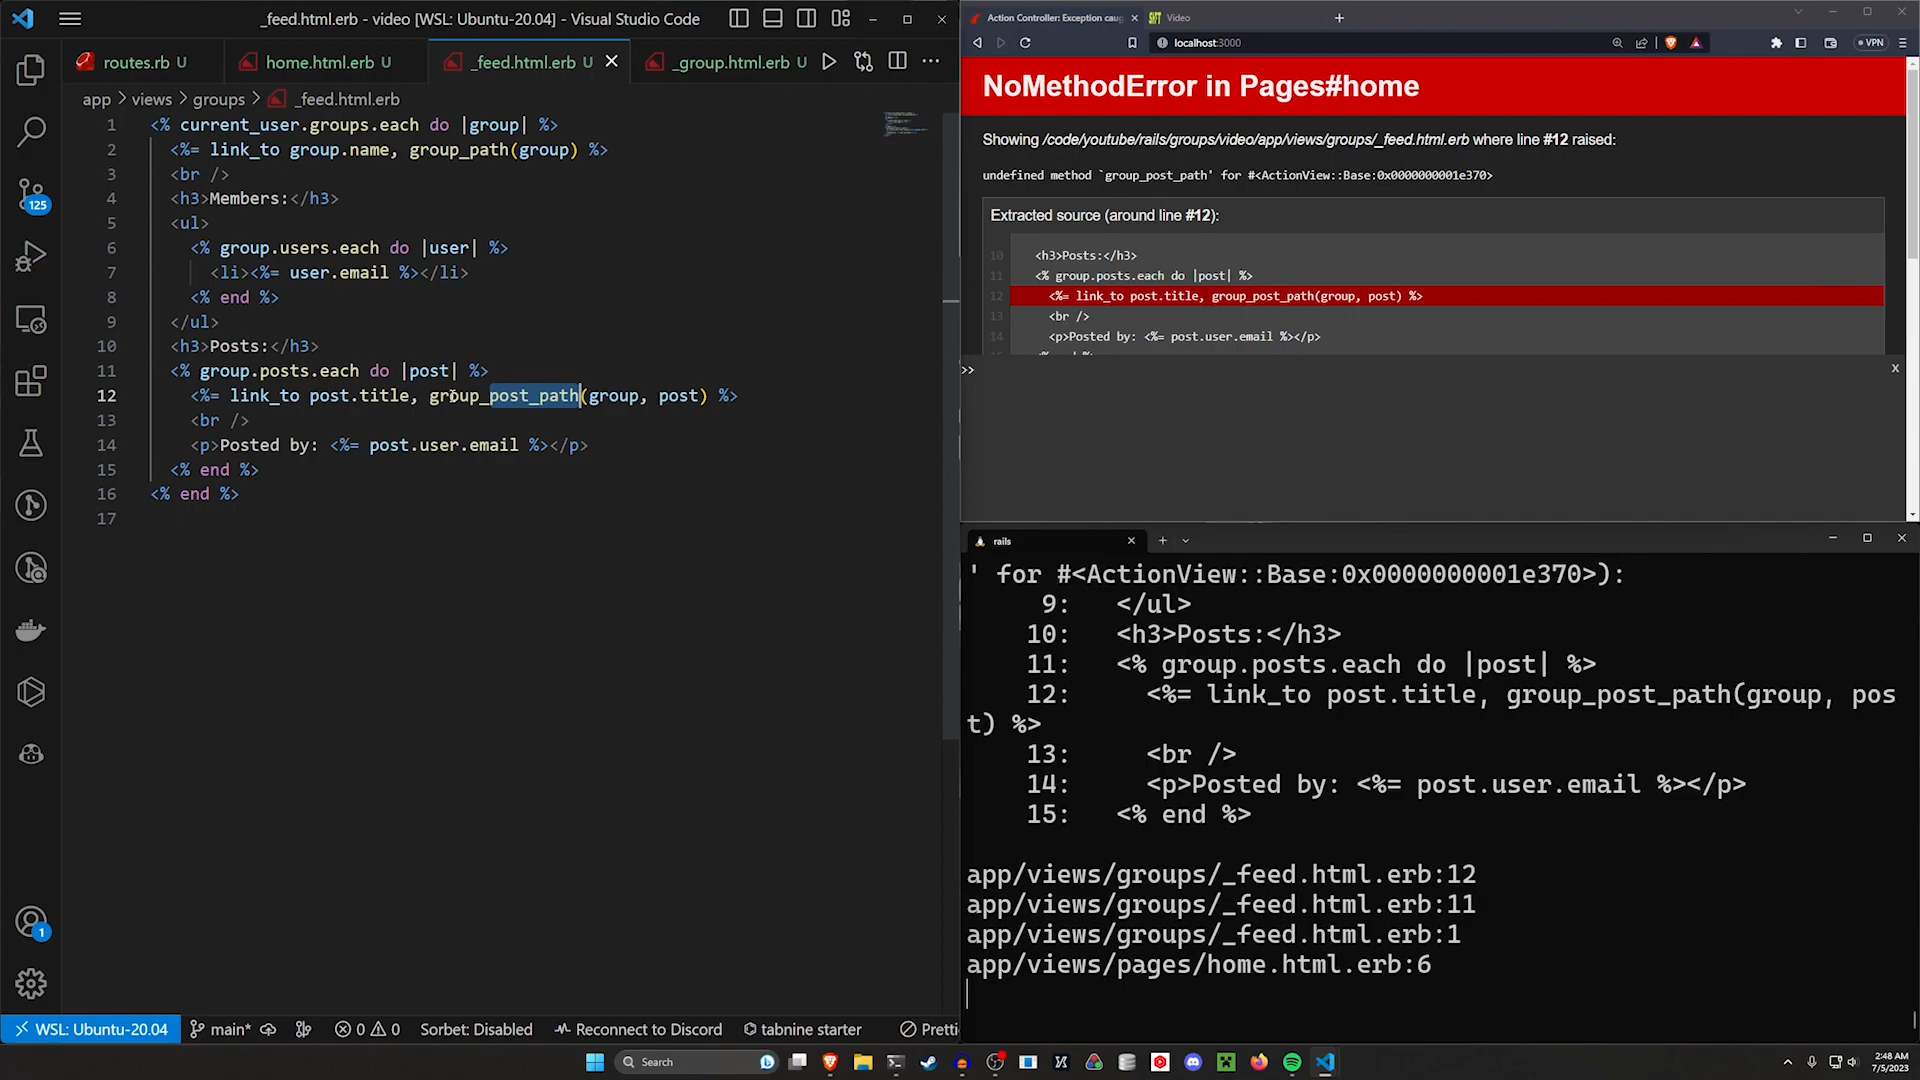 _feed.html.erb - video [WSL: Ubuntu-20.04] - Visual Studio Code
routes.rb U
home.html.erb U
_feed.html.erb U
_group.html.erb U
app > views > groups > _feed.html.erb
1 <% current_user.groups.each do |group| %>
2 <%= link_to group.name, group_path(group) %>
3 <br />
4 <h3>Members:</h3>
5 <ul>
6 <% group.users.each do |user| %>
7 <li><%= user.email %></li>
8 <% end %>
9 </ul>
10 <h3>Posts:</h3>
11 <% group.posts.each do |post| %>
12 <%= link_to post.title, group_post_path(group, post) %>
13 <br />
14 <p>Posted by: <%= post.user.email %></p>
15 <% end %>
16 <% end %>
17
125
1
WSL: Ubuntu-20.04
main*
0
0
Sorbet: Disabled
Reconnect to Discord
tabnine starter
Pretti
Action Controller: Exception caug
Video
localhost:3000
VPN
NoMethodError in Pages#home
Showing /code/youtube/rails/groups/video/app/views/groups/_feed.html.erb where line #12 raised:
undefined method `group_post_path' for #<ActionView::Base:0x0000000001e370>
Extracted source (around line #12):
10 <h3>Posts:</h3>
11 <% group.posts.each do |post| %>
12 <%= link_to post.title, group_post_path(group, post) %>
13 <br />
14 <p>Posted by: <%= post.user.email %></p>
>>
x
rails
' for #<ActionView::Base:0x0000000001e370>):
9: </ul>
10: <h3>Posts:</h3>
11: <% group.posts.each do |post| %>
12: <%= link_to post.title, group_post_path(group, pos
t) %>
13: <br />
14: <p>Posted by: <%= post.user.email %></p>
15: <% end %>
app/views/groups/_feed.html.erb:12
app/views/groups/_feed.html.erb:11
app/views/groups/_feed.html.erb:1
app/views/pages/home.html.erb:6
Search
2:48 AM
7/5/2023